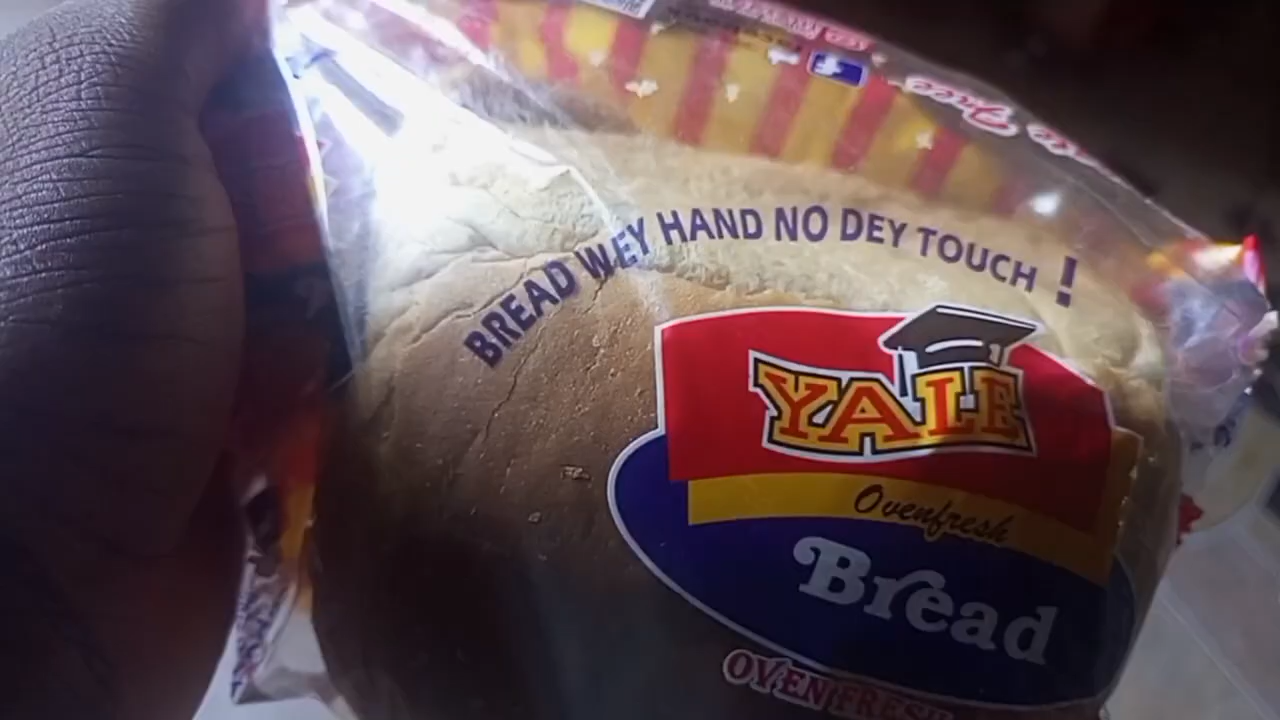 BREAD WEY HAND NO DEY TOUCH !
YALE
Ovenfresh
Bread
OVEN FRESH